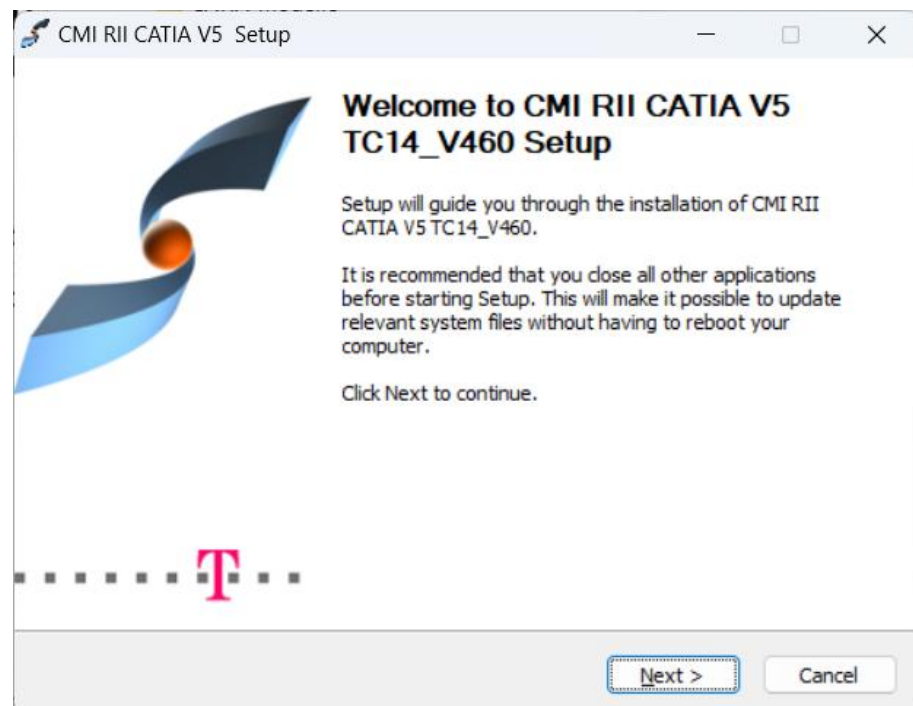 CMI RII CATIA V5 Setup
Welcome to CMI RII CATIA V5
TC14_V460 Setup
Setup will guide you through the installation of CMI RII
CATIA V5 TC14_V460.
It is recommended that you close all other applications
before starting Setup. This will make it possible to update
relevant system files without having to reboot your
computer.
Click Next to continue.
T
Next >
Cancel